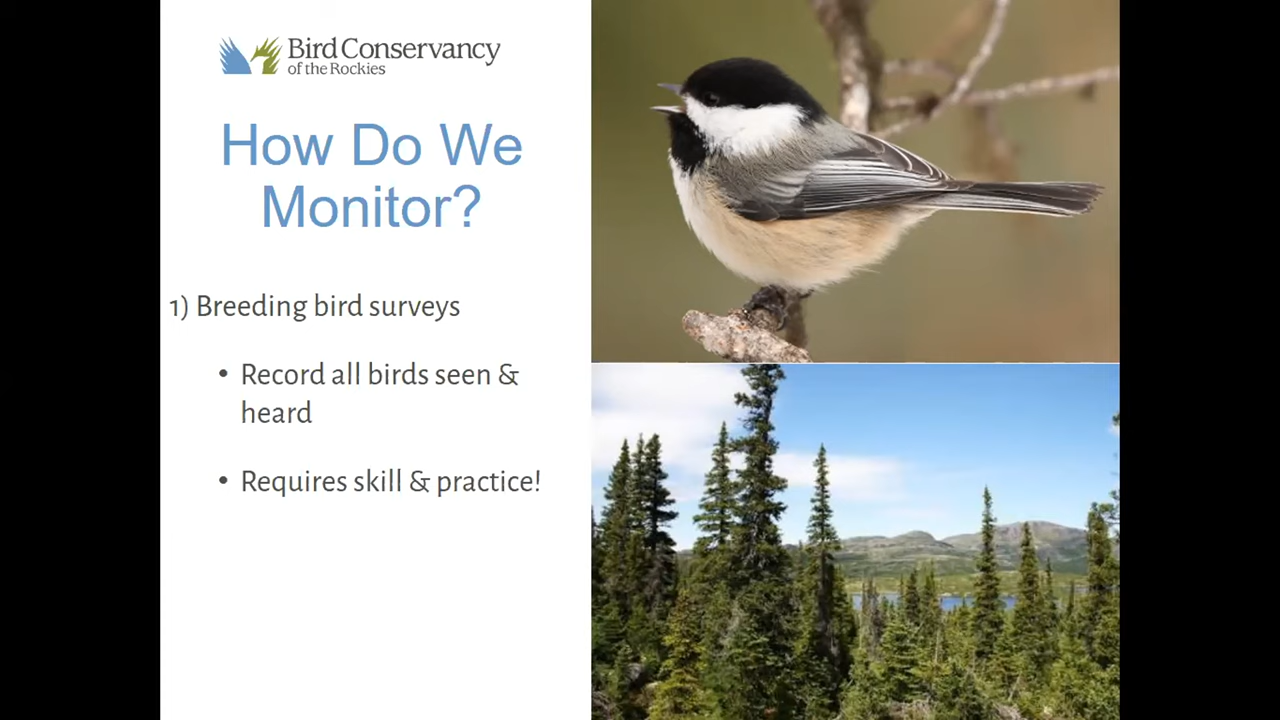 Bird Conservancy
of the Rockies
How Do We
Monitor?
1) Breeding bird surveys
• Record all birds seen &
heard
• Requires skill & practice!